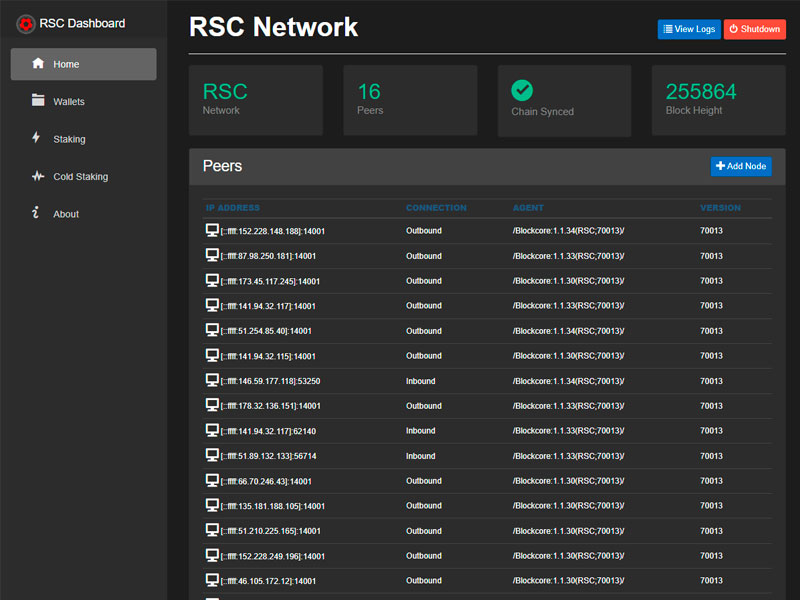 RSC Dashboard
Home
Wallets
Staking
Cold Staking
About
RSC Network
View Logs
Shutdown
RSC
Network
16
Peers
Chain Synced
255864
Block Height
Peers
Add Node
IP ADDRESS CONNECTION AGENT VERSION
[::ffff:152.228.148.188]:14001 Outbound /Blockcore:1.1.34(RSC;70013)/ 70013
[::ffff:87.98.250.181]:14001 Outbound /Blockcore:1.1.33(RSC;70013)/ 70013
[::ffff:173.45.117.245]:14001 Outbound /Blockcore:1.1.30(RSC;70013)/ 70013
[::ffff:141.94.32.117]:14001 Outbound /Blockcore:1.1.33(RSC;70013)/ 70013
[::ffff:51.254.85.40]:14001 Outbound /Blockcore:1.1.34(RSC;70013)/ 70013
[::ffff:141.94.32.115]:14001 Outbound /Blockcore:1.1.30(RSC;70013)/ 70013
[::ffff:146.59.177.118]:53250 Inbound /Blockcore:1.1.34(RSC;70013)/ 70013
[::ffff:178.32.136.151]:14001 Outbound /Blockcore:1.1.33(RSC;70013)/ 70013
[::ffff:141.94.32.117]:62140 Inbound /Blockcore:1.1.33(RSC;70013)/ 70013
[::ffff:51.89.132.133]:56714 Inbound /Blockcore:1.1.33(RSC;70013)/ 70013
[::ffff:66.70.246.43]:14001 Outbound /Blockcore:1.1.30(RSC;70013)/ 70013
[::ffff:135.181.188.105]:14001 Outbound /Blockcore:1.1.30(RSC;70013)/ 70013
[::ffff:51.210.225.165]:14001 Outbound /Blockcore:1.1.30(RSC;70013)/ 70013
[::ffff:152.228.249.196]:14001 Outbound /Blockcore:1.1.30(RSC;70013)/ 70013
[::ffff:46.105.172.12]:14001 Outbound /Blockcore:1.1.30(RSC;70013)/ 70013